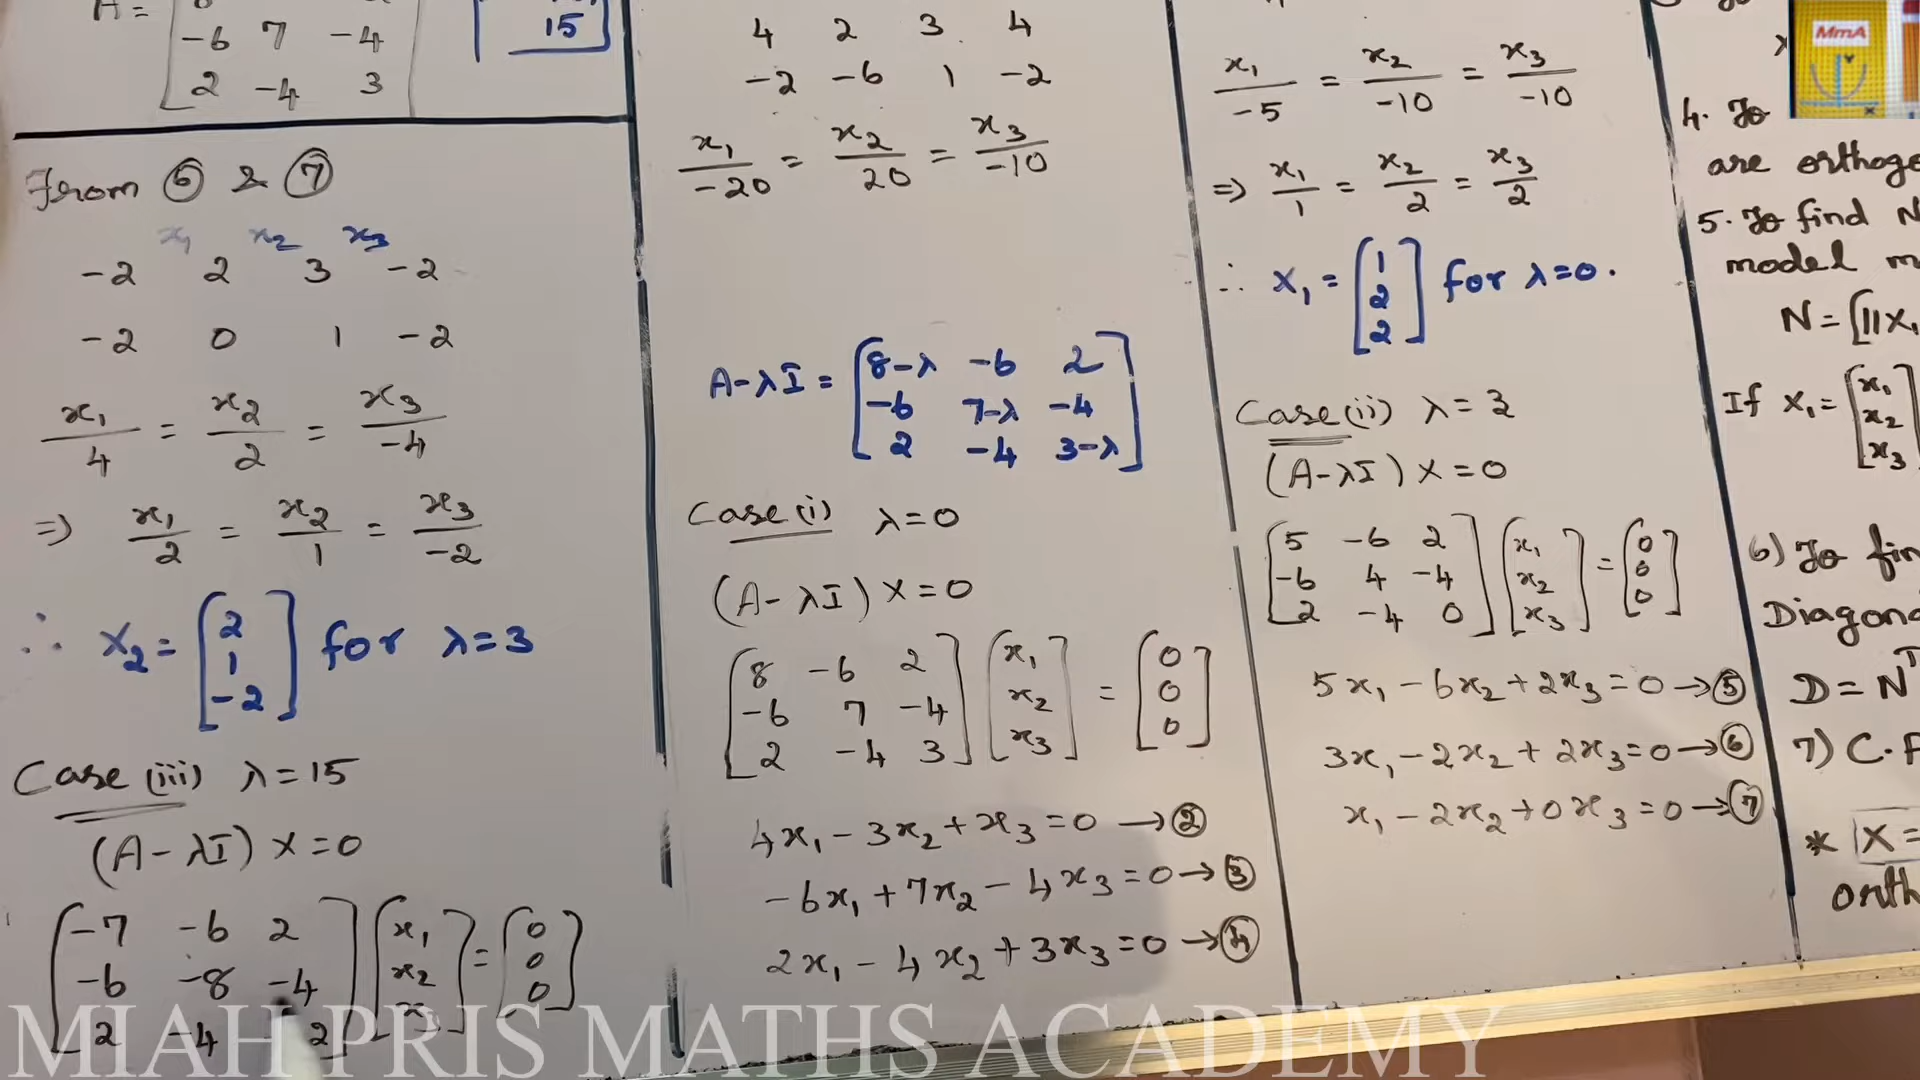 A=
-6 7 -4
2 -4 3
15
From ⑥ & ⑦
x₁ x₂ x₃
-2 2 3 -2
-2 0 1 -2
x₁/4 = x₂/2 = x₃/-4
⇒ x₁/2 = x₂/1 = x₃/-2
∴ X₂ = [2 1 -2] for λ=3
Case (iii) λ=15
(A-λI) X=0
[-7 -6 2] [x₁] = [0]
[-6 -8 -4] [x₂] [0]
[2 -4 2] [0]
4 2 3 4
-2 -6 1 -2
x₁/-20 = x₂/20 = x₃/-10
A-λI = [8-λ -6 2]
[-6 7-λ -4]
[2 -4 3-λ]
Case (i) λ=0
(A-λI) X=0
[8 -6 2] [x₁] = [0]
[-6 7 -4] [x₂] [0]
[2 -4 3] [x₃] [0]
4x₁-3x₂+x₃=0→②
-6x₁+7x₂-4x₃=0→③
2x₁-4x₂+3x₃=0→④
x₁/-5 = x₂/-10 = x₃/-10
⇒ x₁/1 = x₂/2 = x₃/2
∴ X₁ = [1 2 2] for λ=0.
Case (ii) λ=3
(A-λI) X=0
[5 -6 2] [x₁] = [0]
[-6 4 -4] [x₂] [0]
[2 -4 0] [x₃] [0]
5x₁-6x₂+2x₃=0→⑤
3x₁-2x₂+2x₃=0→⑥
x₁-2x₂+0x₃=0→⑦
MmA
4. To
are orthogo
5. To find N
model m
N=[||X₁
If X₁= [x₁ x₂ x₃]
6) To fin
Diagona
D=Nᵀ
7) C.F
* X=
orth
MIAH PRIS MATHS ACADEMY